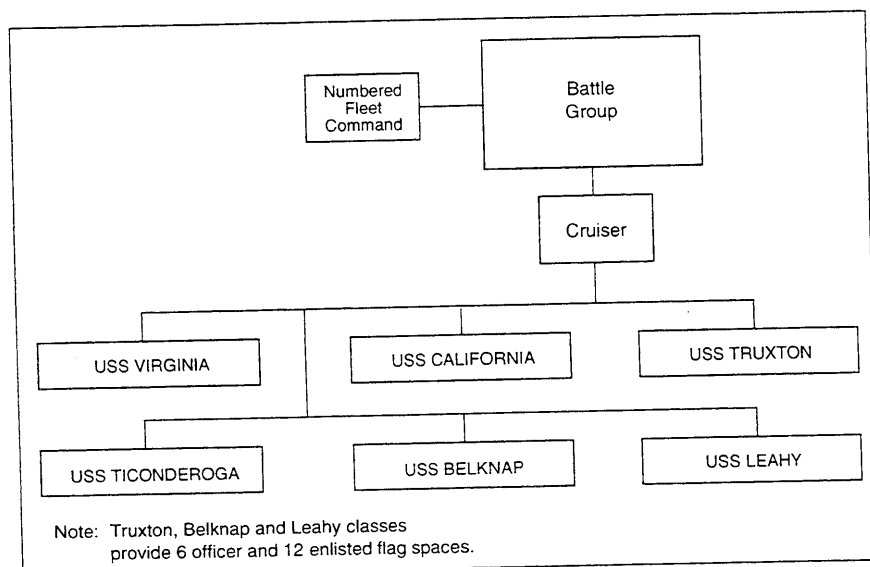 Numbered
Fleet
Command
Battle
Group
Cruiser
USS VIRGINIA
USS CALIFORNIA
USS TRUXTON
USS TICONDEROGA
USS BELKNAP
USS LEAHY
Note: Truxton, Belknap and Leahy classes
provide 6 officer and 12 enlisted flag spaces.